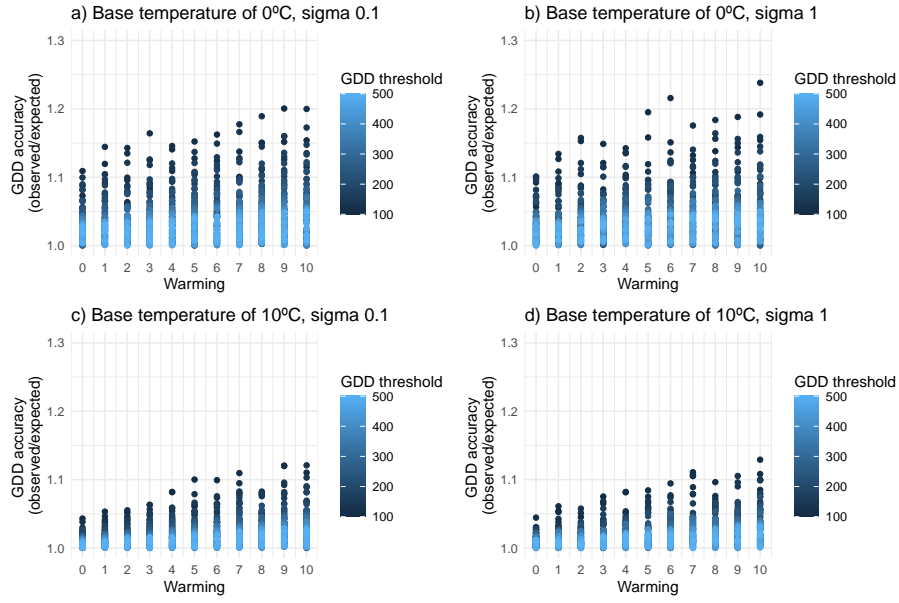 a) Base temperature of 0ºC, sigma 0.1
GDD accuracy
(observed/expected)
1.3
1.2
1.1
1.0
0 1 2 3 4 5 6 7 8 9 10
Warming
GDD threshold
500
400
300
200
100
b) Base temperature of 0ºC, sigma 1
GDD accuracy
(observed/expected)
1.3
1.2
1.1
1.0
0 1 2 3 4 5 6 7 8 9 10
Warming
GDD threshold
500
400
300
200
100
c) Base temperature of 10ºC, sigma 0.1
GDD accuracy
(observed/expected)
1.3
1.2
1.1
1.0
0 1 2 3 4 5 6 7 8 9 10
Warming
GDD threshold
500
400
300
200
100
d) Base temperature of 10ºC, sigma 1
GDD accuracy
(observed/expected)
1.3
1.2
1.1
1.0
0 1 2 3 4 5 6 7 8 9 10
Warming
GDD threshold
500
400
300
200
100